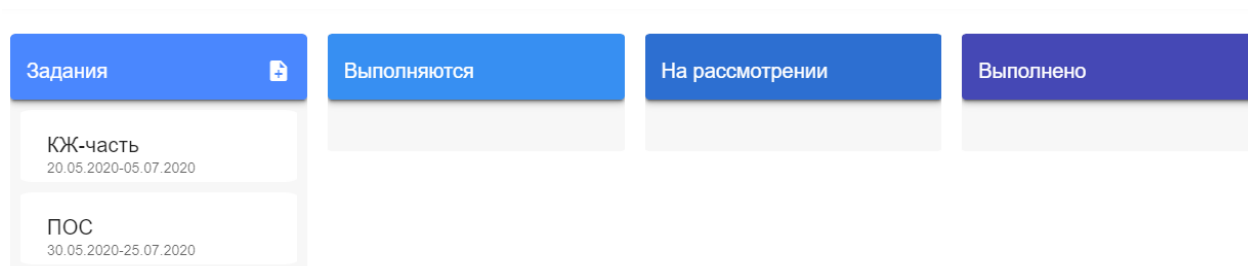 Задания
Выполняются
На рассмотрении
Выполнено
КЖ-часть
20.05.2020-05.07.2020
ПОС
30.05.2020-25.07.2020